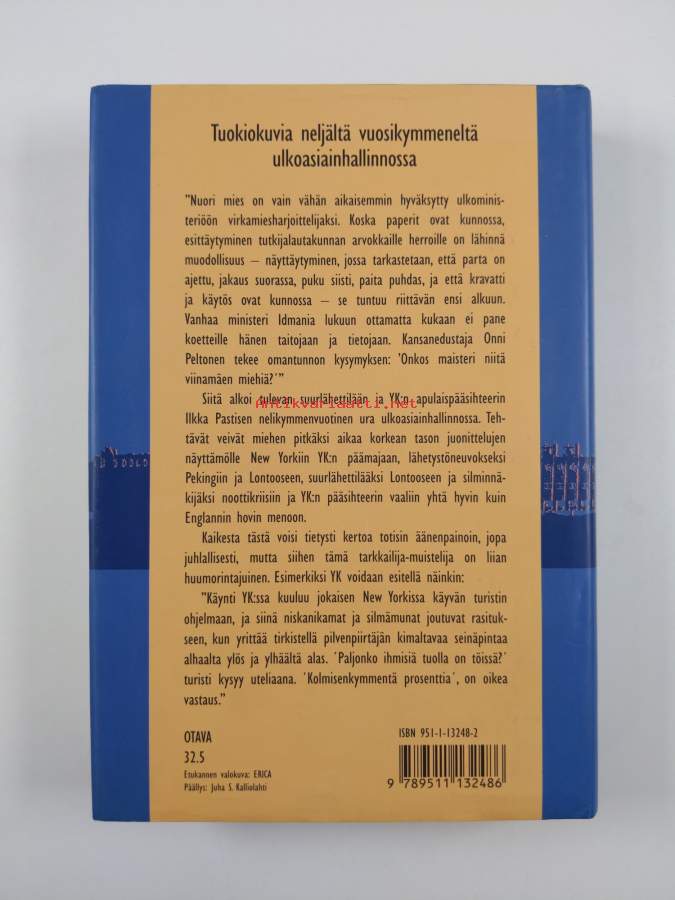 Tuokiokuvia neljältä vuosikymmeneltä
ulkoasiainhallinnossa
"Nuori mies on vain vähän aikaisemmin hyväksytty ulkominis-
teriöön virkamiesharjoittelijaksi. Koska paperit ovat kunnossa,
esittäytyminen tutkijalautakunnan arvokkaille herroille on lähinnä
muodollisuus — näyttäytyminen, jossa tarkastetaan, että parta on
ajettu, jakaus suorassa, puku siisti, paita puhdas, ja että kravatti
ja käytös ovat kunnossa — se tuntuu riittävän ensi alkuun.
Vanhaa ministeri Idmania lukuun ottamatta kukaan ei pane
koetteille hänen taitojaan ja tietojaan. Kansanedustaja Onni
Peltonen tekee omantunnon kysymyksen: 'Onkos maisteri niitä
viinamäen miehiä?'"
Siitä alkoi tulevan suurlähettilään ja YK:n apulaispääsihteerin
Antikvariaatti.net
Ilkka Pastisen nelikymmenvuotinen ura ulkoasiainhallinnossa. Teh-
tävät veivät miehen pitkäksi aikaa korkean tason juonittelujen
näyttämölle New Yorkiin YK:n päämajaan, lähetystöneuvokseksi
Pekingiin ja Lontooseen, suurlähettilääksi Lontooseen ja silminnä-
kijäksi noottikriisiin ja YK:n pääsihteerin vaaliin yhtä hyvin kuin
Englannin hovin menoon.
Kaikesta tästä voisi tietysti kertoa totisin äänenpainoin, jopa
juhlallisesti, mutta siihen tämä tarkkailija-muistelija on liian
huumorintajuinen. Esimerkiksi YK voidaan esitellä näinkin:
"Käynti YK:ssa kuuluu jokaisen New Yorkissa käyvän turistin
ohjelmaan, ja siinä niskanikamat ja silmämunat joutuvat rasituk-
seen, kun yrittää tirkistellä pilvenpiirtäjän kimaltavaa seinäpintaa
alhaalta ylös ja ylhäältä alas. 'Paljonko ihmisiä tuolla on töissä?'
turisti kysyy uteliaana. 'Kolmisenkymmentä prosenttia', on oikea
vastaus."
OTAVA
32.5
Etukannen valokuva: ERICA
Päällys: Juha S. Kalliolahti
ISBN 951-1-13248-2
9 789511 132486